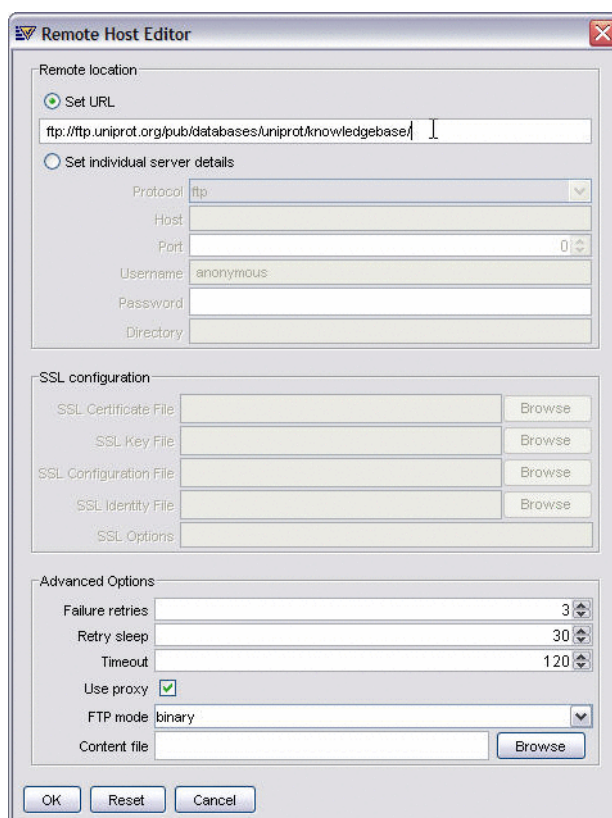 Remote Host Editor
Remote location
Set URL
ftp://ftp.uniprot.org/pub/databases/uniprot/knowledgebase/
Set individual server details
Protocol ftp
Host
Port 0
Username anonymous
Password
Directory
SSL configuration
SSL Certificate File Browse
SSL Key File Browse
SSL Configuration File Browse
SSL Identity File Browse
SSL Options
Advanced Options
Failure retries 3
Retry sleep 30
Timeout 120
Use proxy
FTP mode binary
Content file Browse
OK Reset Cancel